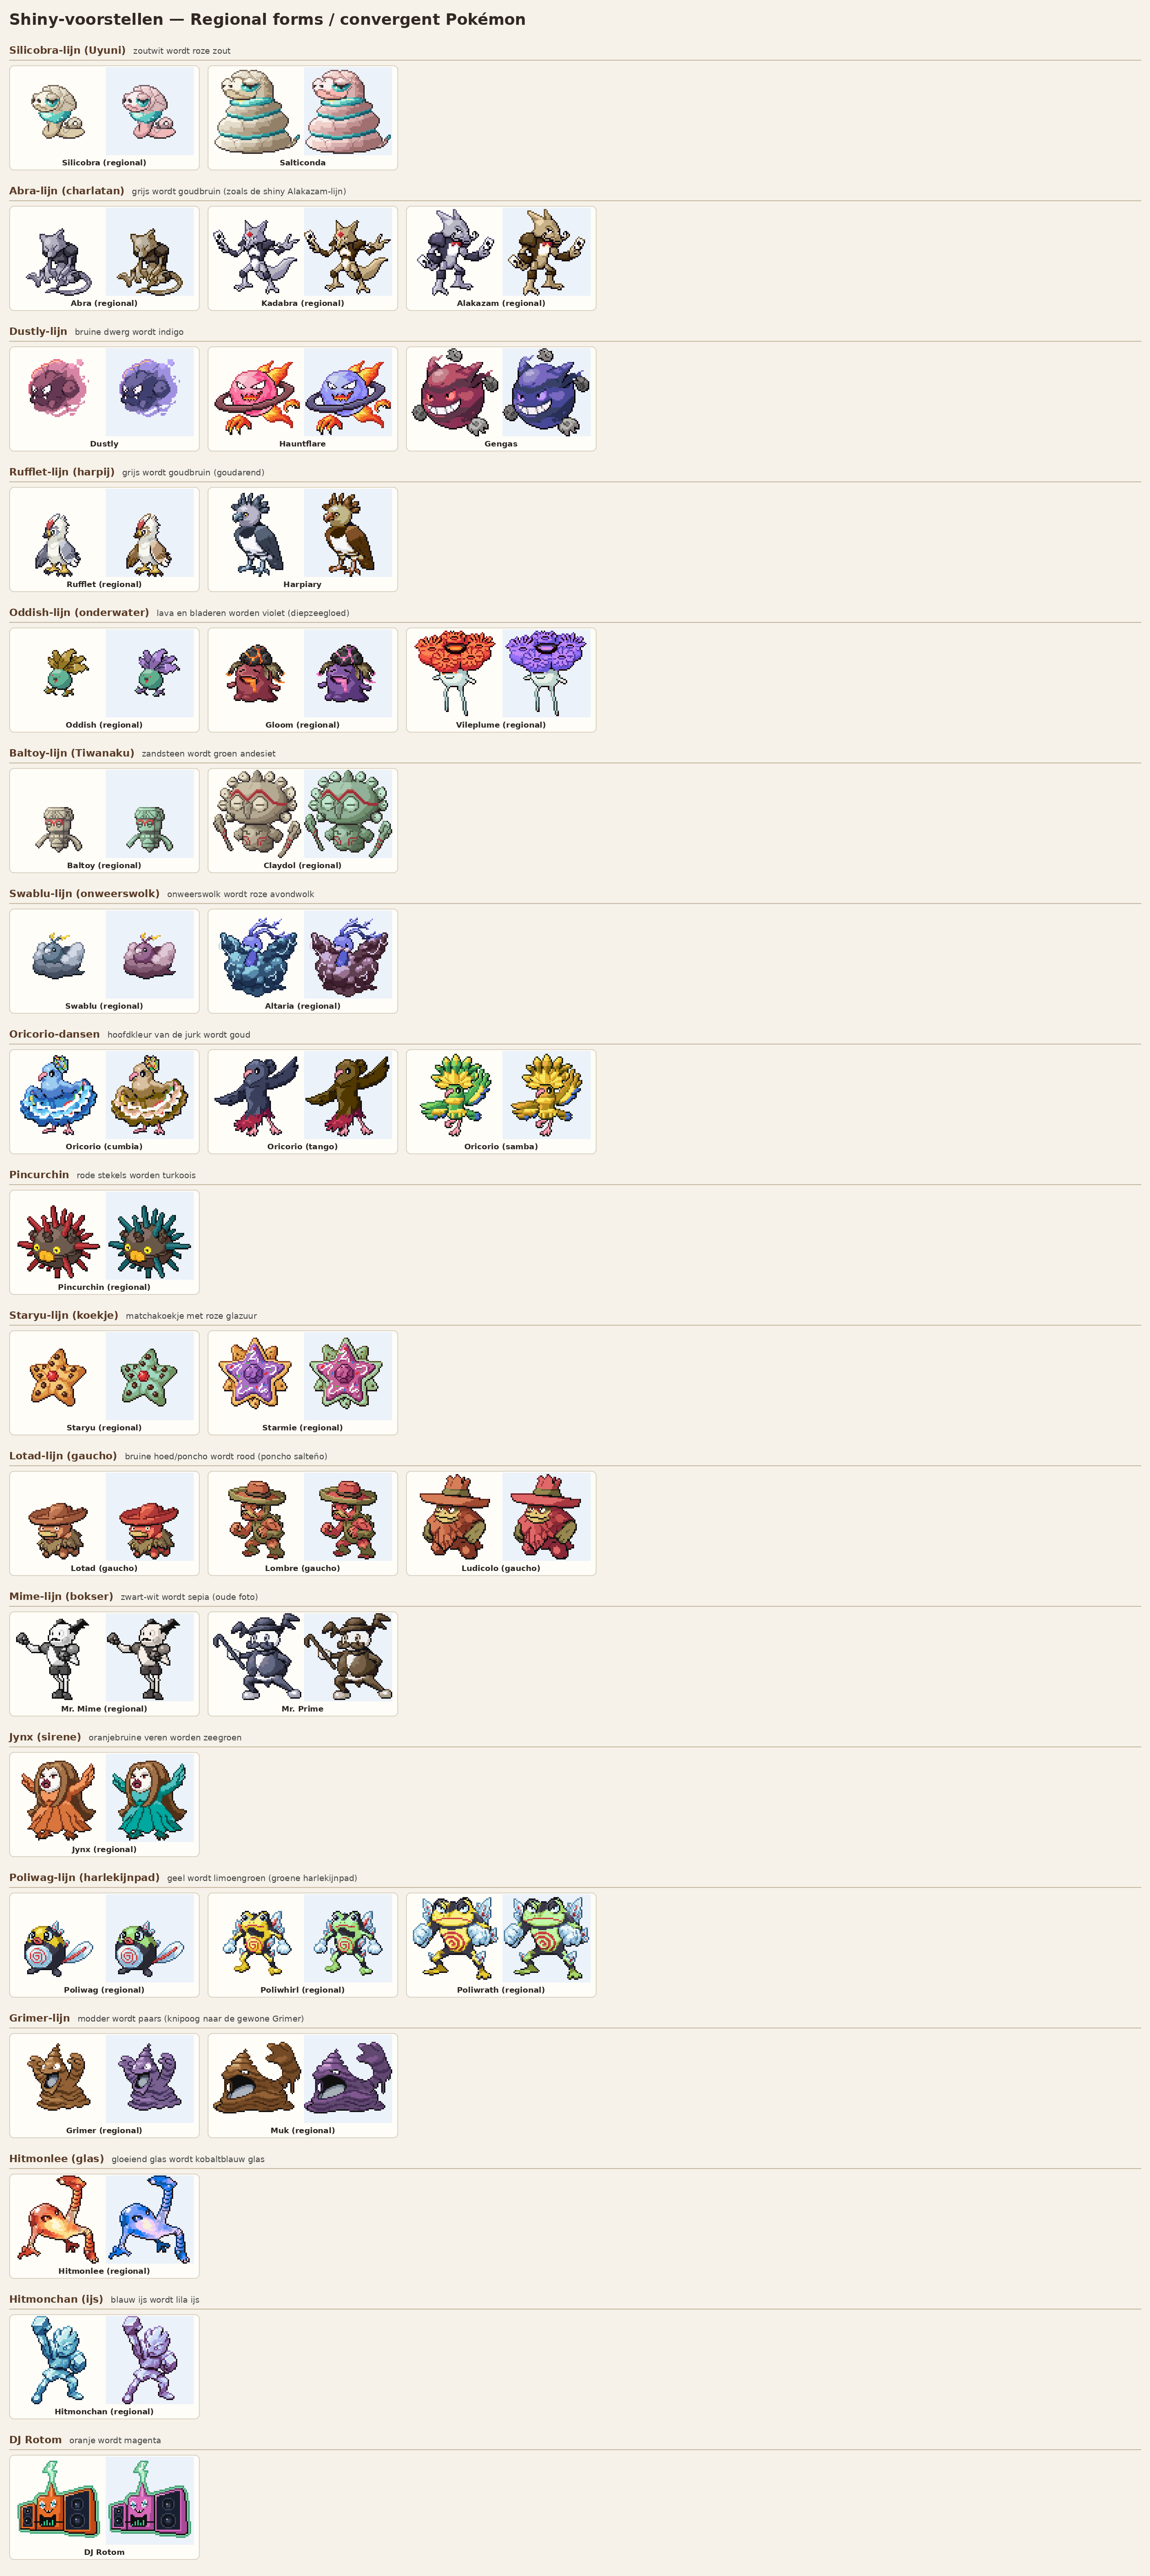 Shiny-voorstellen — Regional forms / convergent Pokémon
Silicobra-lijn (Uyuni) zoutwit wordt roze zout
Silicobra (regional) Salticonda
Abra-lijn (charlatan) grijs wordt goudbruin (zoals de shiny Alakazam-lijn)
Abra (regional) Kadabra (regional) Alakazam (regional)
Dustly-lijn bruine dwerg wordt indigo
Dustly Hauntflare Gengas
Rufflet-lijn (harpij) grijs wordt goudbruin (goudarend)
Rufflet (regional) Harpiary
Oddish-lijn (onderwater) lava en bladeren worden violet (diepzeegloed)
Oddish (regional) Gloom (regional) Vileplume (regional)
Baltoy-lijn (Tiwanaku) zandsteen wordt groen andesiet
Baltoy (regional) Claydol (regional)
Swablu-lijn (onweerswolk) onweerswolk wordt roze avondwolk
Swablu (regional) Altaria (regional)
Oricorio-dansen hoofdkleur van de jurk wordt goud
Oricorio (cumbia) Oricorio (tango) Oricorio (samba)
Pincurchin rode stekels worden turkoois
Pincurchin (regional)
Staryu-lijn (koekje) matchakoekje met roze glazuur
Staryu (regional) Starmie (regional)
Lotad-lijn (gaucho) bruine hoed/poncho wordt rood (poncho salteño)
Lotad (gaucho) Lombre (gaucho) Ludicolo (gaucho)
Mime-lijn (bokser) zwart-wit wordt sepia (oude foto)
Mr. Mime (regional) Mr. Prime
Jynx (sirene) oranjebruine veren worden zeegroen
Jynx (regional)
Poliwag-lijn (harlekijnpad) geel wordt limoengroen (groene harlekijnpad)
Poliwag (regional) Poliwhirl (regional) Poliwrath (regional)
Grimer-lijn modder wordt paars (knipoog naar de gewone Grimer)
Grimer (regional) Muk (regional)
Hitmonlee (glas) gloeiend glas wordt kobaltblauw glas
Hitmonlee (regional)
Hitmonchan (ijs) blauw ijs wordt lila ijs
Hitmonchan (regional)
DJ Rotom oranje wordt magenta
DJ Rotom